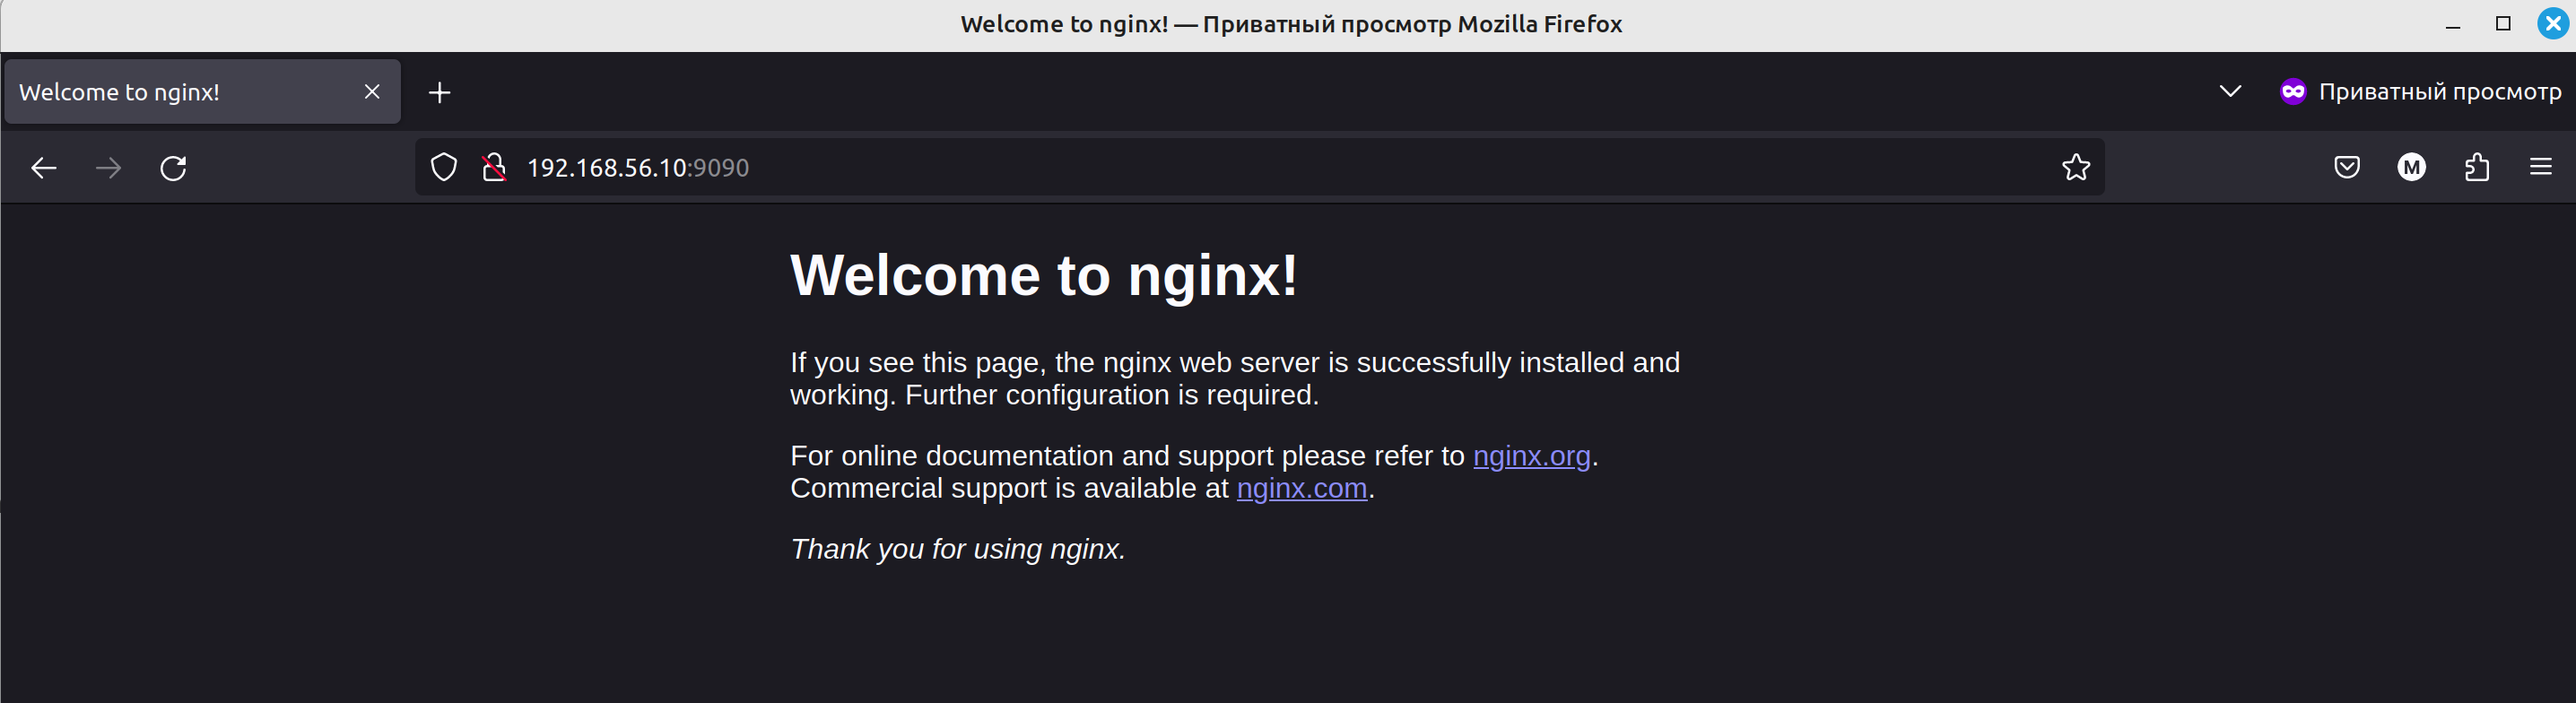 Welcome to nginx! — Приватный просмотр Mozilla Firefox
Welcome to nginx!
Приватный просмотр
192.168.56.10:9090
M
Welcome to nginx!
If you see this page, the nginx web server is successfully installed and
working. Further configuration is required.
For online documentation and support please refer to nginx.org.
Commercial support is available at nginx.com.
Thank you for using nginx.